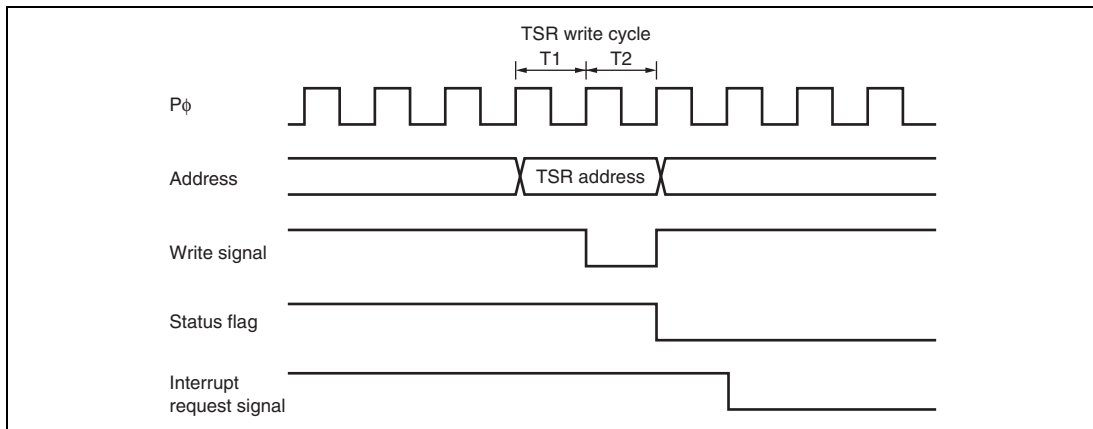 TSR write cycle
T1 T2
Pϕ
Address
TSR address
Write signal
Status flag
Interrupt
request signal